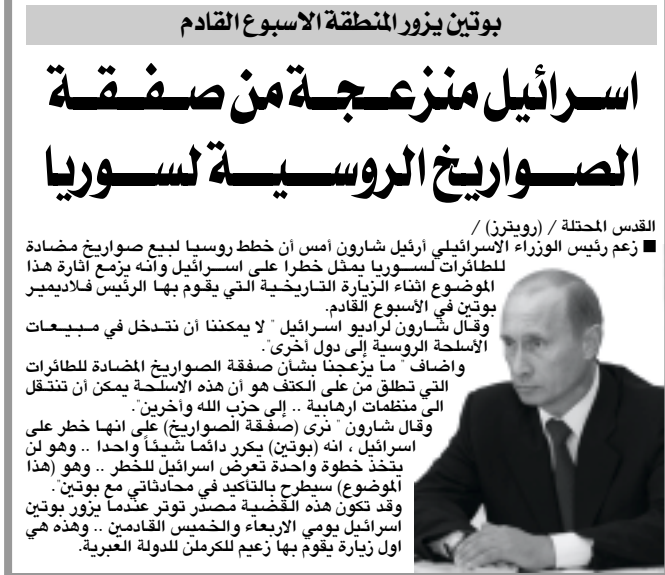 بوتين يزور المنطقة الاسبوع القادم
اسرائيل منزعجة من صفقة
الصواريخ الروسية لسوريا
القدس المحتلة / (رويترز) /
■ زعم رئيس الوزراء الاسرائيلي أرئيل شارون أمس أن خطط روسيا لبيع صواريخ مضادة
للطائرات لسوريا يمثل خطرا على اسرائيل وانه يزمع اثارة هذا
الموضوع اثناء الزيارة التاريخية التي يقوم بها الرئيس فلاديمير
بوتين في الأسبوع القادم.
وقال شارون لراديو اسرائيل " لا يمكننا أن نتدخل في مبيعات
الأسلحة الروسية إلى دول أخرى".
واضاف " ما يزعجنا بشأن صفقة الصواريخ المضادة للطائرات
التي تطلق من على الكتف هو أن هذه الاسلحة يمكن أن تنتقل
الى منظمات ارهابية .. إلى حزب الله وأخرين".
وقال شارون " نرى (صفقة الصواريخ) على انها خطر على
اسرائيل ، انه (بوتين) يكرر دائما شيئاً واحدا .. وهو لن
يتخذ خطوة واحدة تعرض اسرائيل للخطر .. وهو (هذا
الموضوع) سيطرح بالتأكيد في محادثاتي مع بوتين".
وقد تكون هذه القضية مصدر توتر عندما يزور بوتين
اسرائيل يومي الاربعاء والخميس القادمين .. وهذه هي
اول زيارة يقوم بها زعيم للكرملن للدولة العبرية.